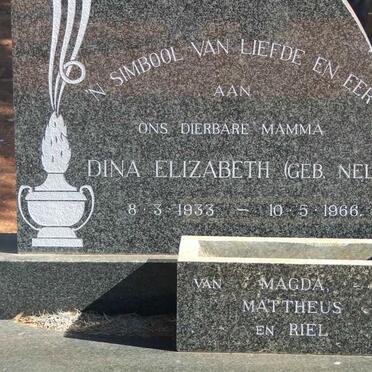 'N SIMBOOL VAN LIEFDE EN EER
AAN
ONS DIERBARE MAMMA
DINA ELIZABETH (GEB. NEL
8·3·1933 – 10·5·1966.
VAN MAGDA,
MATTHEUS
EN RIEL